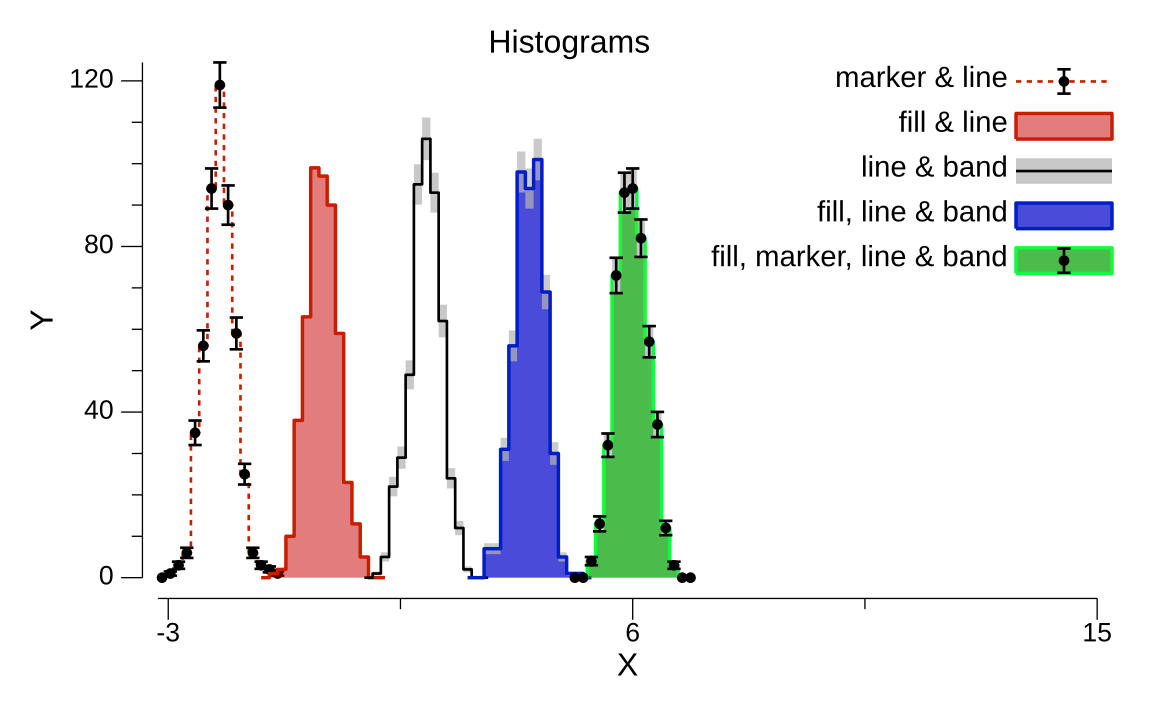 Histograms
marker & line
fill & line
line & band
fill, line & band
fill, marker, line & band
120
80
40
0
Y
-3
6
15
X